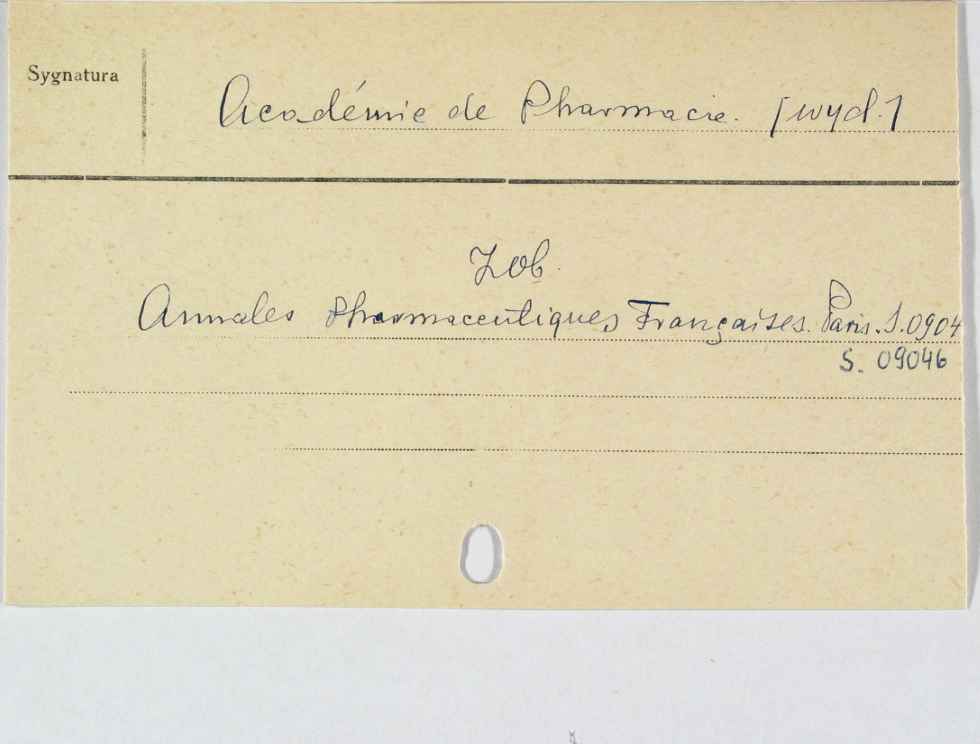 Sygnatura
Académie de Pharmacie. [wyd.]
Zob.
Annales Pharmaceutiques Françaises. Paris. S.0904
S. 09046